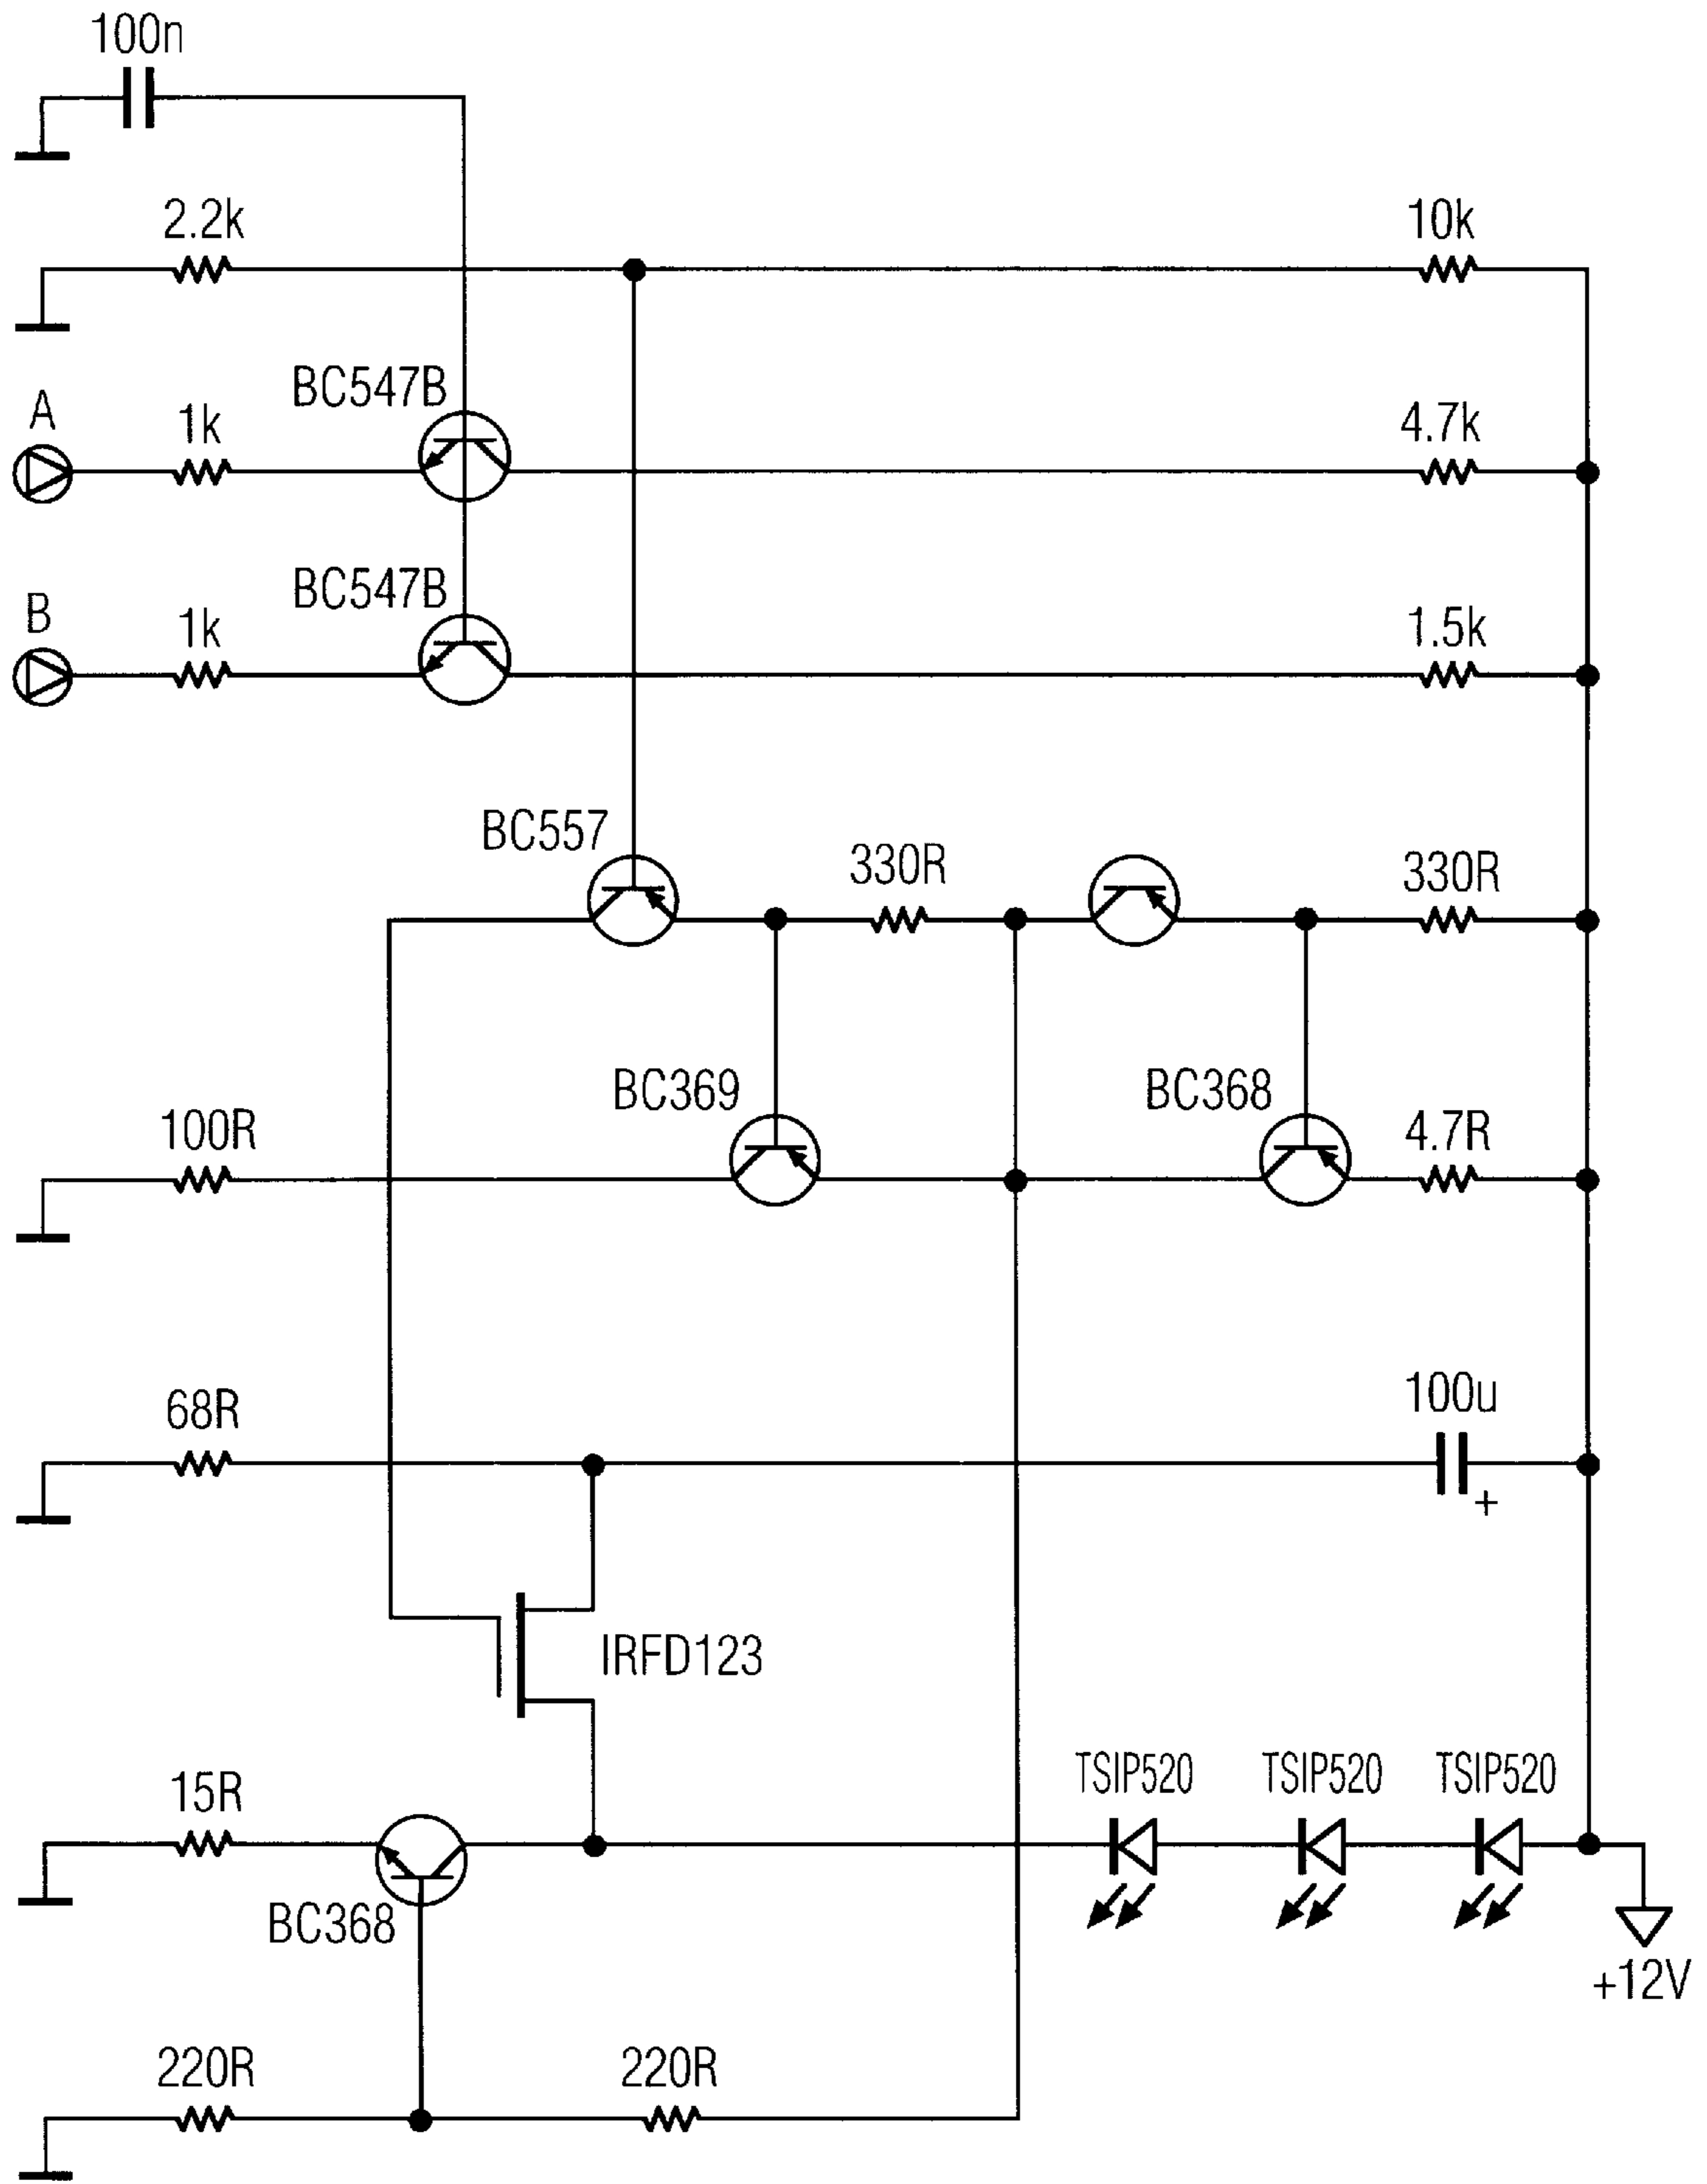 100n
2.2k
10k
BC547B
A
1k
4.7k
BC547B
B
1k
1.5k
BC557
330R
330R
BC369
BC368
100R
4.7R
68R
100u
+
IRFD123
TSIP520
TSIP520
TSIP520
15R
BC368
+12V
220R
220R